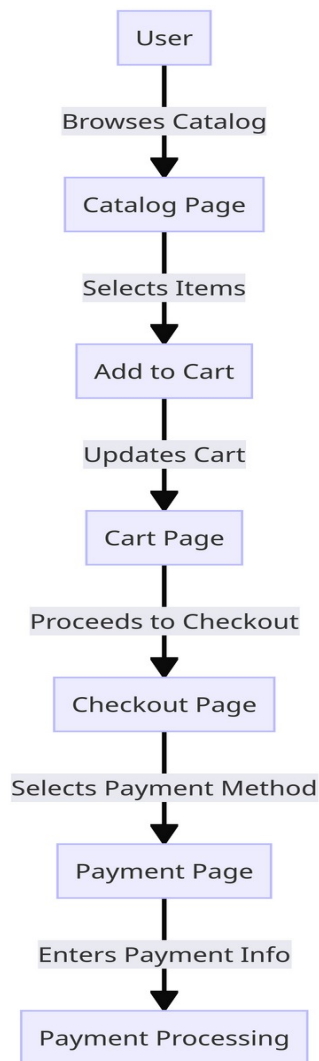 User
Browses Catalog
Catalog Page
Selects Items
Add to Cart
Updates Cart
Cart Page
Proceeds to Checkout
Checkout Page
Selects Payment Method
Payment Page
Enters Payment Info
Payment Processing